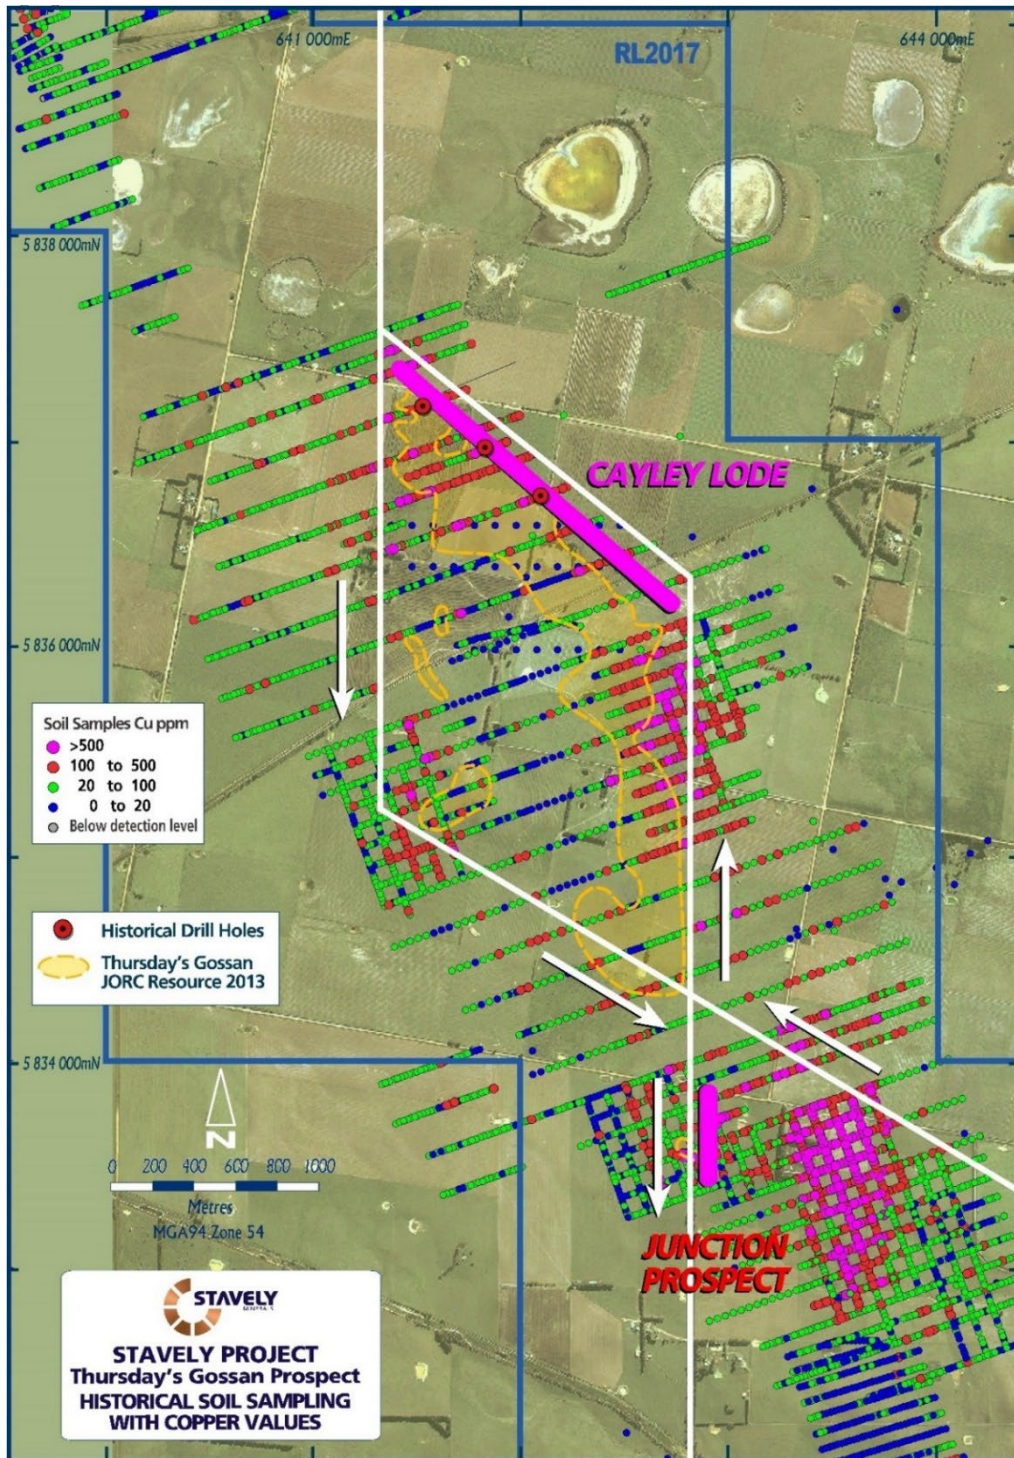 641 000mE
644 000mE
RL2017
5 838 000mN
CAYLEY LODE
5 836 000mN
Soil Samples Cu ppm
>500
100 to 500
20 to 100
0 to 20
Below detection level
Historical Drill Holes
Thursday's Gossan
JORC Resource 2013
5 834 000mN
N
0 200 400 600 800 1000
Metres
MGA94 Zone 54
JUNCTION
PROSPECT
STAVELY
MINERALS
STAVELY PROJECT
Thursday's Gossan Prospect
HISTORICAL SOIL SAMPLING
WITH COPPER VALUES